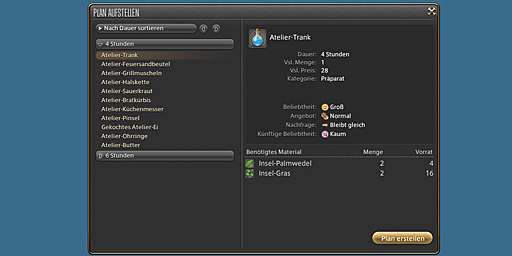 PLAN AUFSTELLEN
Nach Dauer sortieren
4 Stunden
Atelier-Trank
Atelier-Feuersandbeutel
Atelier-Grillmuscheln
Atelier-Halskette
Atelier-Sauerkraut
Atelier-Bratkürbis
Atelier-Küchenmesser
Atelier-Pinsel
Gekochtes Atelier-Ei
Atelier-Ohrringe
Atelier-Butter
6 Stunden
Atelier-Trank
Dauer: 4 Stunden
Vsl. Menge: 1
Vsl. Preis: 28
Kategorie: Präparat
Beliebtheit: Groß
Angebot: Normal
Nachfrage: Bleibt gleich
Künftige Beliebtheit: Kaum
Benötigtes Material Menge Vorrat
Insel-Palmwedel 2 4
Insel-Gras 2 16
Plan erstellen